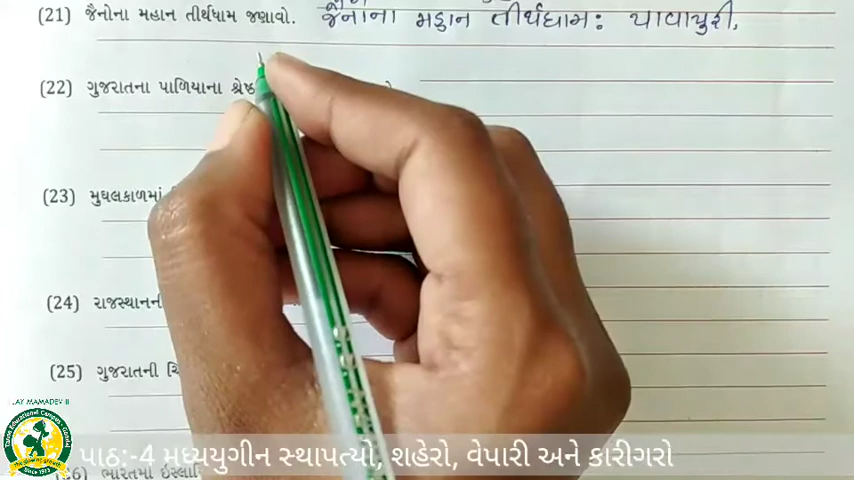 (21) જૈનોના મહાન તીર્થધામ જણાવો. જૈનોના મહાન તીર્થધામ: પાવાપુરી,
(22) ગુજરાતના પાળિયાના શ્રેષ્ઠ
(23) મુઘલકાળમાં
(24) રાજસ્થાનની
(25) ગુજરાતની
JAY MAMADEV
પાઠ:-4 મધ્યયુગીન સ્થાપત્યો, શહેરો, વેપારી અને કારીગરો
ભારતમાં